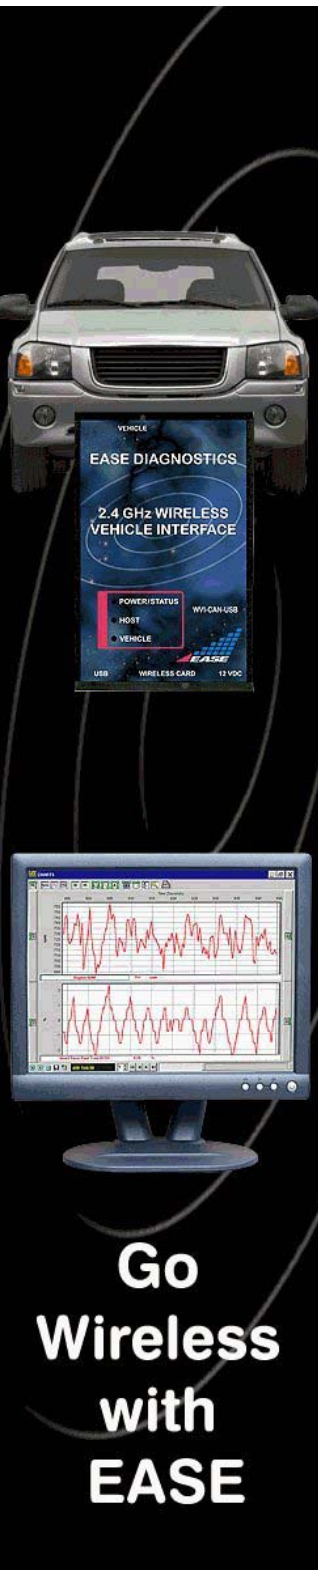 VEHICLE
EASE DIAGNOSTICS
2.4 GHz WIRELESS
VEHICLE INTERFACE
POWER/STATUS
WVI-CAN-USB
HOST
VEHICLE
EASE
USB WIRELESS CARD 12 VDC
CHARTS
Go
Wireless
with
EASE